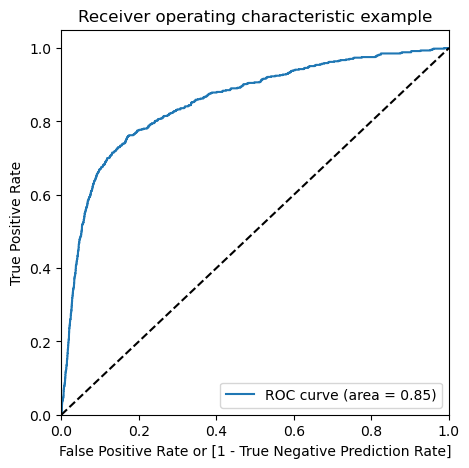 Receiver operating characteristic example
1.0
0.8
0.6
0.4
0.2
0.0
True Positive Rate
ROC curve (area = 0.85)
0.0 0.2 0.4 0.6 0.8 1.0
False Positive Rate or [1 - True Negative Prediction Rate]